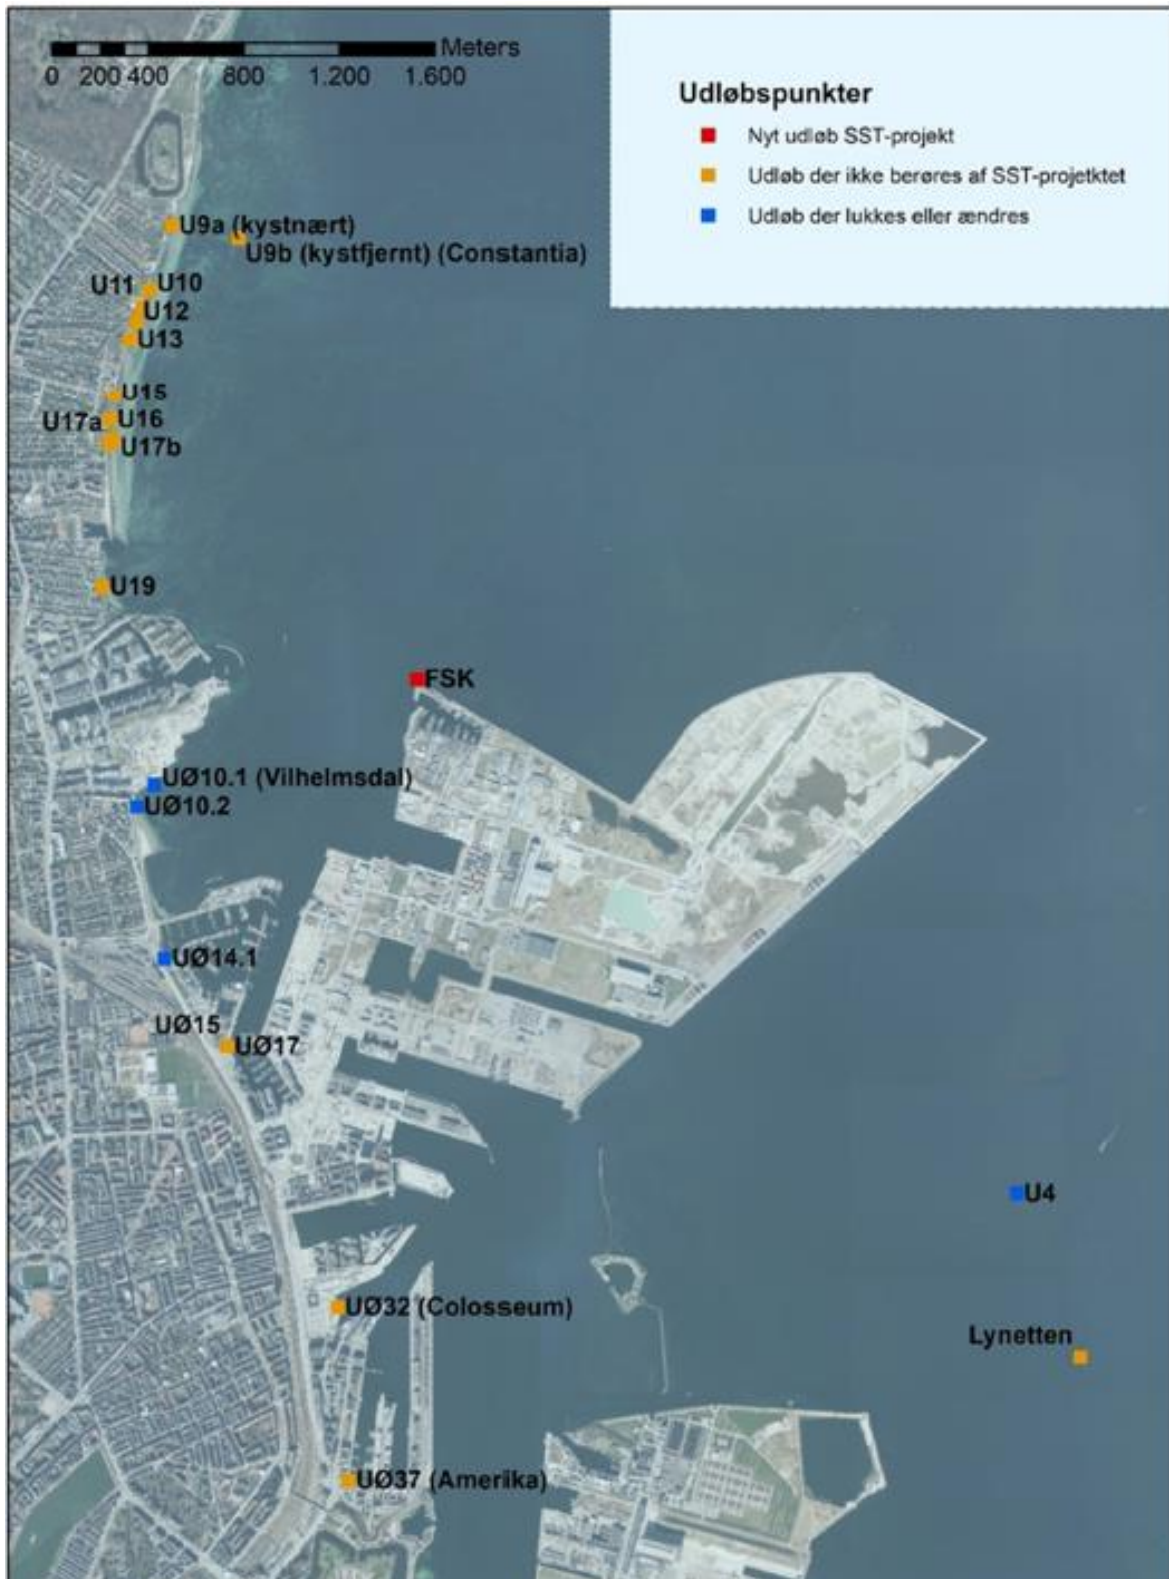 Meters
0 200 400 800 1.200 1.600
Udløbspunkter
Nyt udløb SST-projekt
Udløb der ikke berøres af SST-projetktet
Udløb der lukkes eller ændres
U9a (kystnært)
U9b (kystfjernt) (Constantia)
U11 U10
U12
U13
U15
U17a U16
U17b
U19
FSK
UØ10.1 (Vilhelmsdal)
UØ10.2
UØ14.1
UØ15
UØ17
U4
UØ32 (Colosseum)
Lynetten
UØ37 (Amerika)